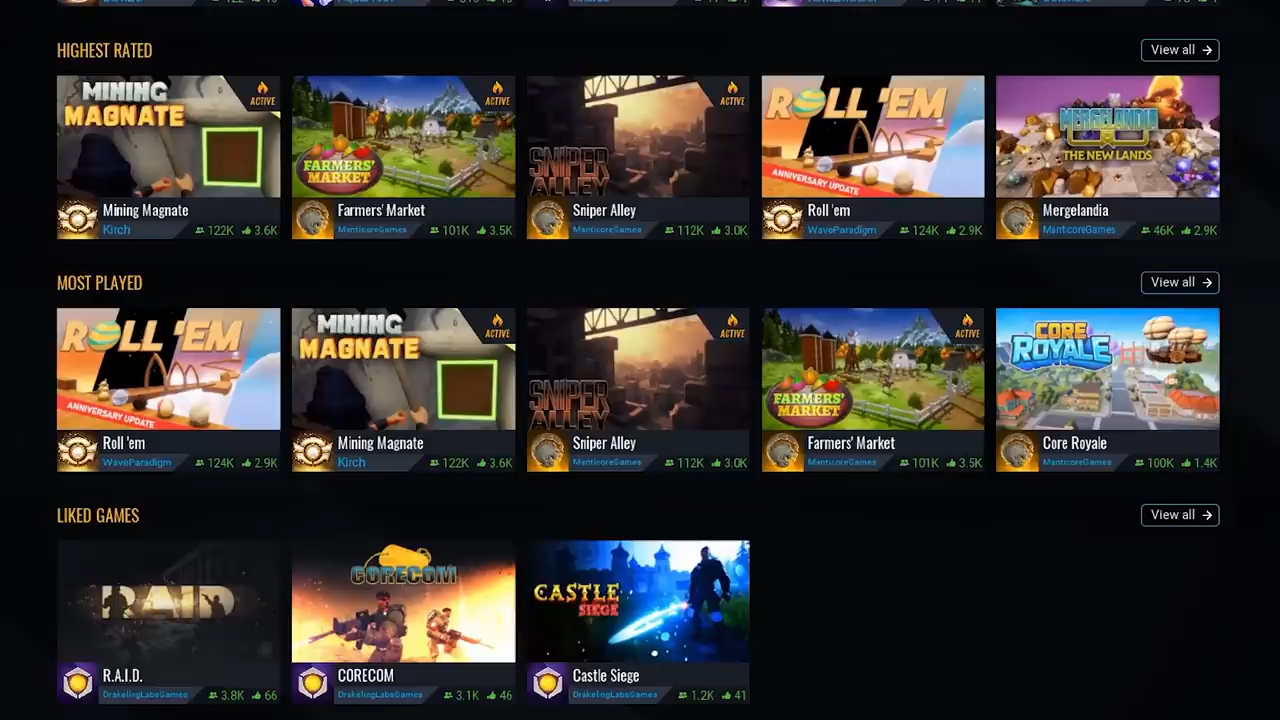 HIGHEST RATED
View all →
MINING MAGNATE
ACTIVE
FARMERS' MARKET
ACTIVE
SNIPER ALLEY
ACTIVE
ROLL 'EM
ANNIVERSARY UPDATE
MERGELANDIA
THE NEW LANDS
Mining Magnate
Kirch 122K 3.6K
Farmers' Market
ManticoreGames 101K 3.5K
Sniper Alley
ManticoreGames 112K 3.0K
Roll 'em
WaveParadigm 124K 2.9K
Mergelandia
ManticoreGames 46K 2.9K
MOST PLAYED
View all →
ROLL 'EM
ANNIVERSARY UPDATE
MINING MAGNATE
ACTIVE
SNIPER ALLEY
ACTIVE
FARMERS' MARKET
ACTIVE
CORE ROYALE
Roll 'em
WaveParadigm 124K 2.9K
Mining Magnate
Kirch 122K 3.6K
Sniper Alley
ManticoreGames 112K 3.0K
Farmers' Market
ManticoreGames 101K 3.5K
Core Royale
ManticoreGames 100K 1.4K
LIKED GAMES
View all →
RAID
CORECOM
CASTLE SIEGE
R.A.I.D.
DrakelingLabsGames 3.8K 66
CORECOM
DrakelingLabsGames 3.1K 46
Castle Siege
DrakelingLabsGames 1.2K 41